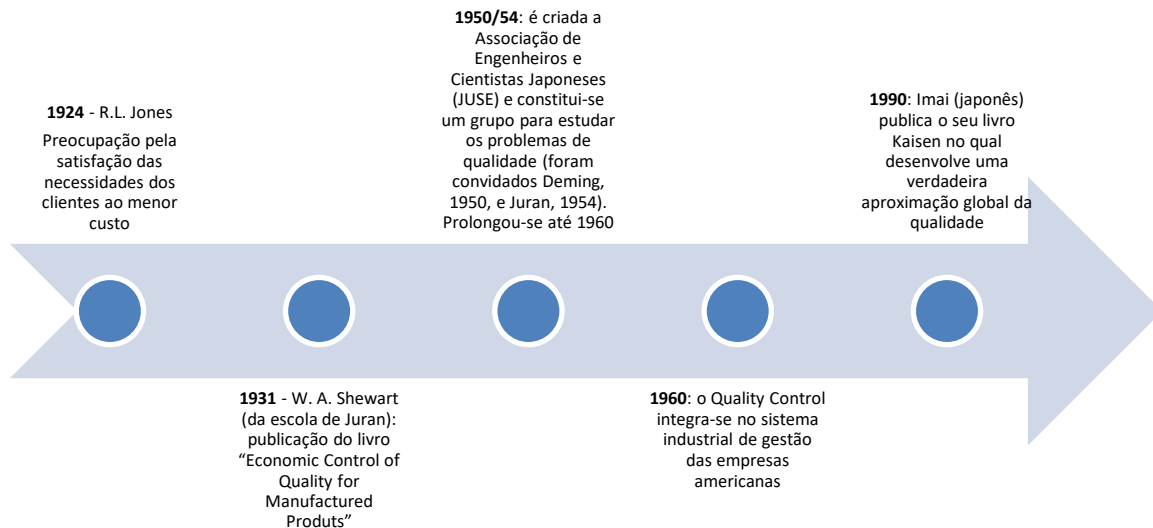 1924 - R.L. Jones
Preocupação pela
satisfação das
necessidades dos
clientes ao menor
custo
1931 - W. A. Shewart
(da escola de Juran):
publicação do livro
“Economic Control of
Quality for
Manufactured
Produts”
1950/54: é criada a
Associação de
Engenheiros e
Cientistas Japoneses
(JUSE) e constitui-se
um grupo para estudar
os problemas de
qualidade (foram
convidados Deming,
1950, e Juran, 1954).
Prolongou-se até 1960
1960: o Quality Control
integra-se no sistema
industrial de gestão
das empresas
americanas
1990: Imai (japonês)
publica o seu livro
Kaisen no qual
desenvolve uma
verdadeira
aproximação global da
qualidade